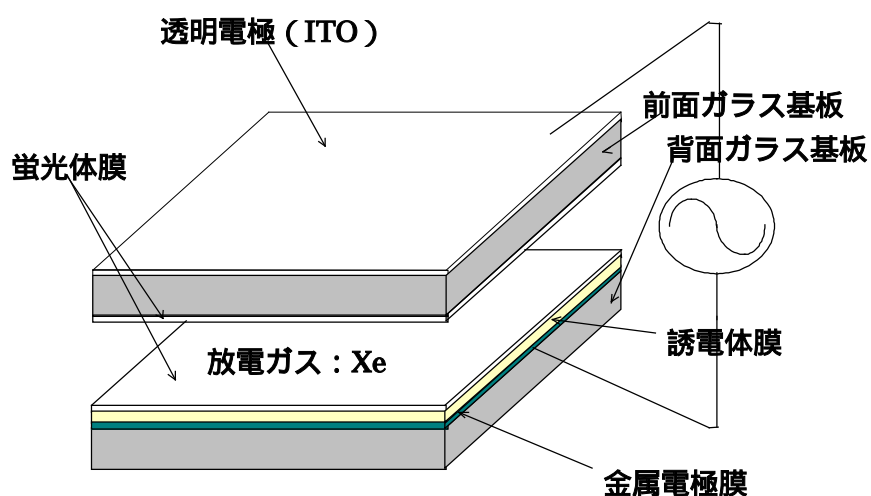 透明電極（ITO）
前面ガラス基板
背面ガラス基板
蛍光体膜
誘電体膜
放電ガス：Xe
金属電極膜